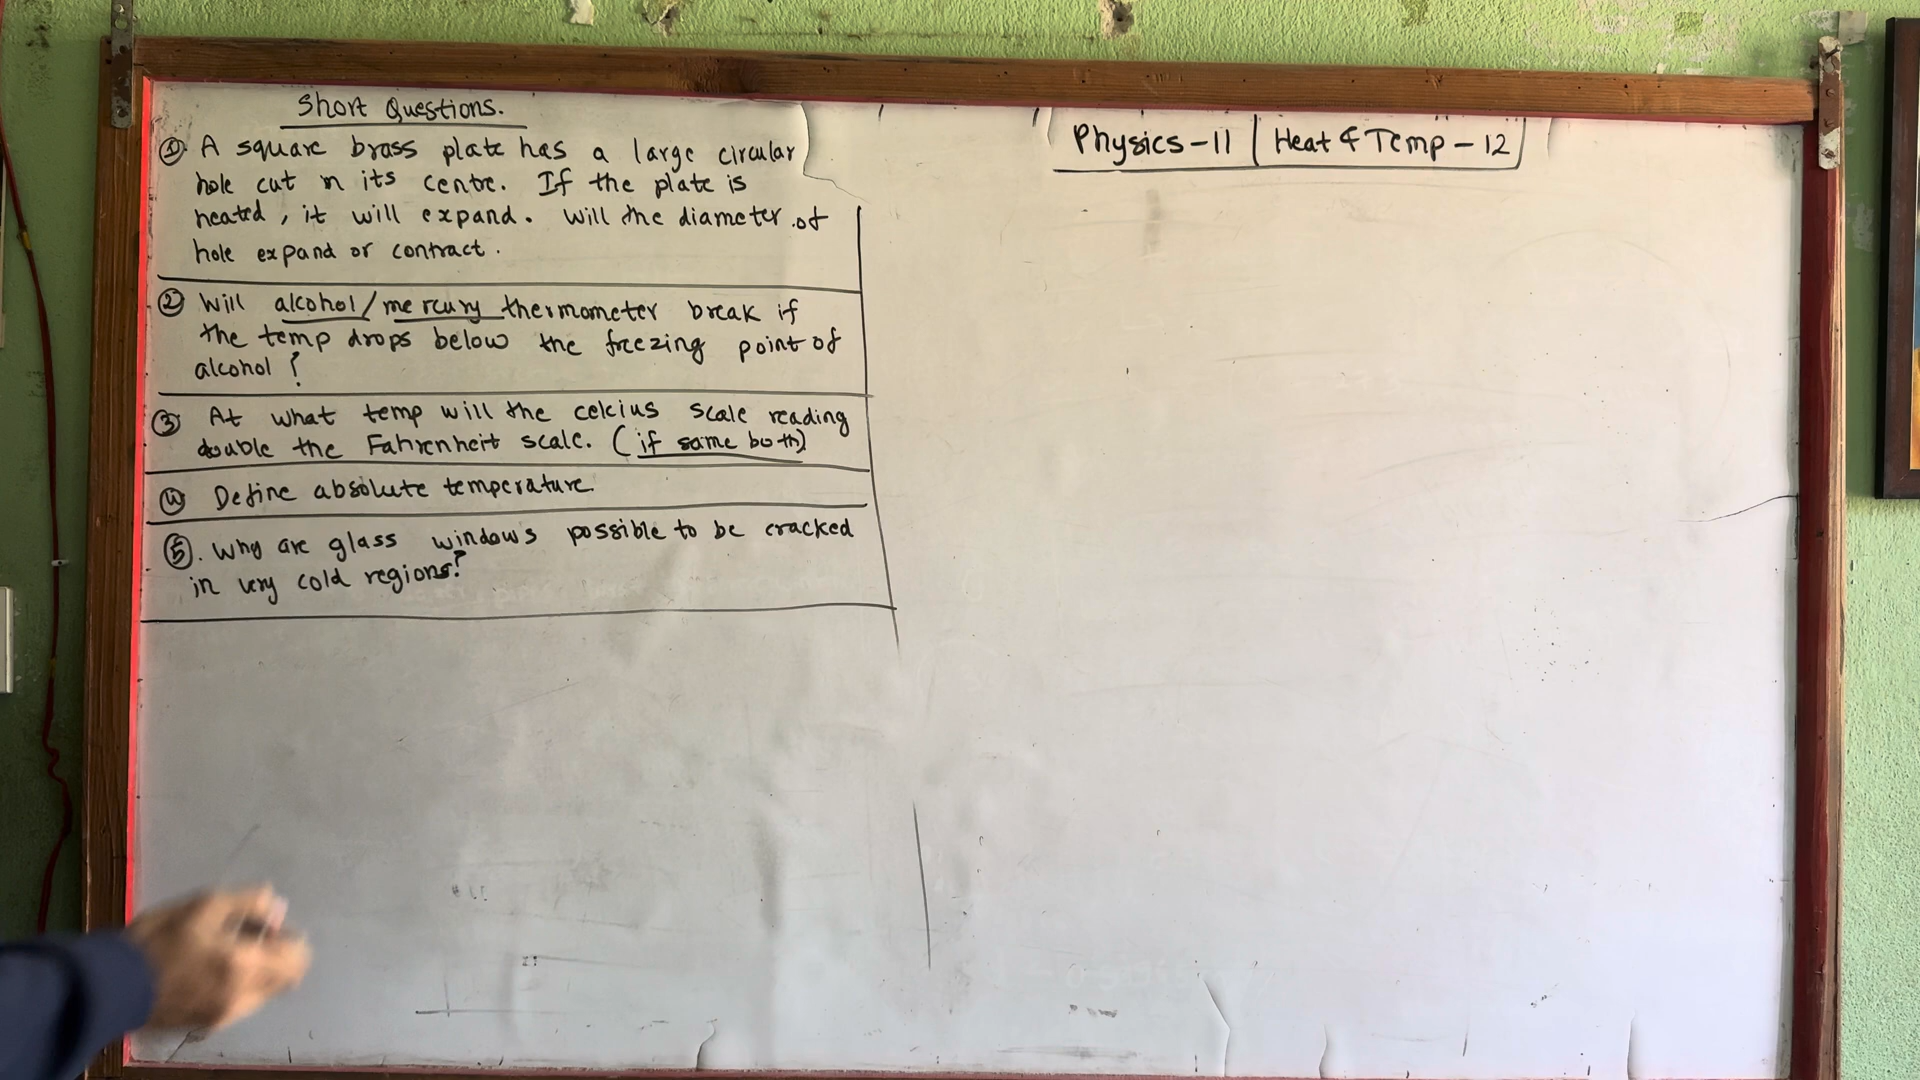 Short Questions.
① A square brass plate has a large circular
hole cut in its centre. If the plate is
heated, it will expand. Will the diameter of
hole expand or contract.
② Will alcohol/mercury thermometer break if
the temp drops below the freezing point of
alcohol?
③ At what temp will the celcius scale reading
double the Fahrenheit scale. (if same both)
④ Define absolute temperature.
⑤. Why are glass windows possible to be cracked
in very cold regions?
Physics-11 | Heat & Temp - 12